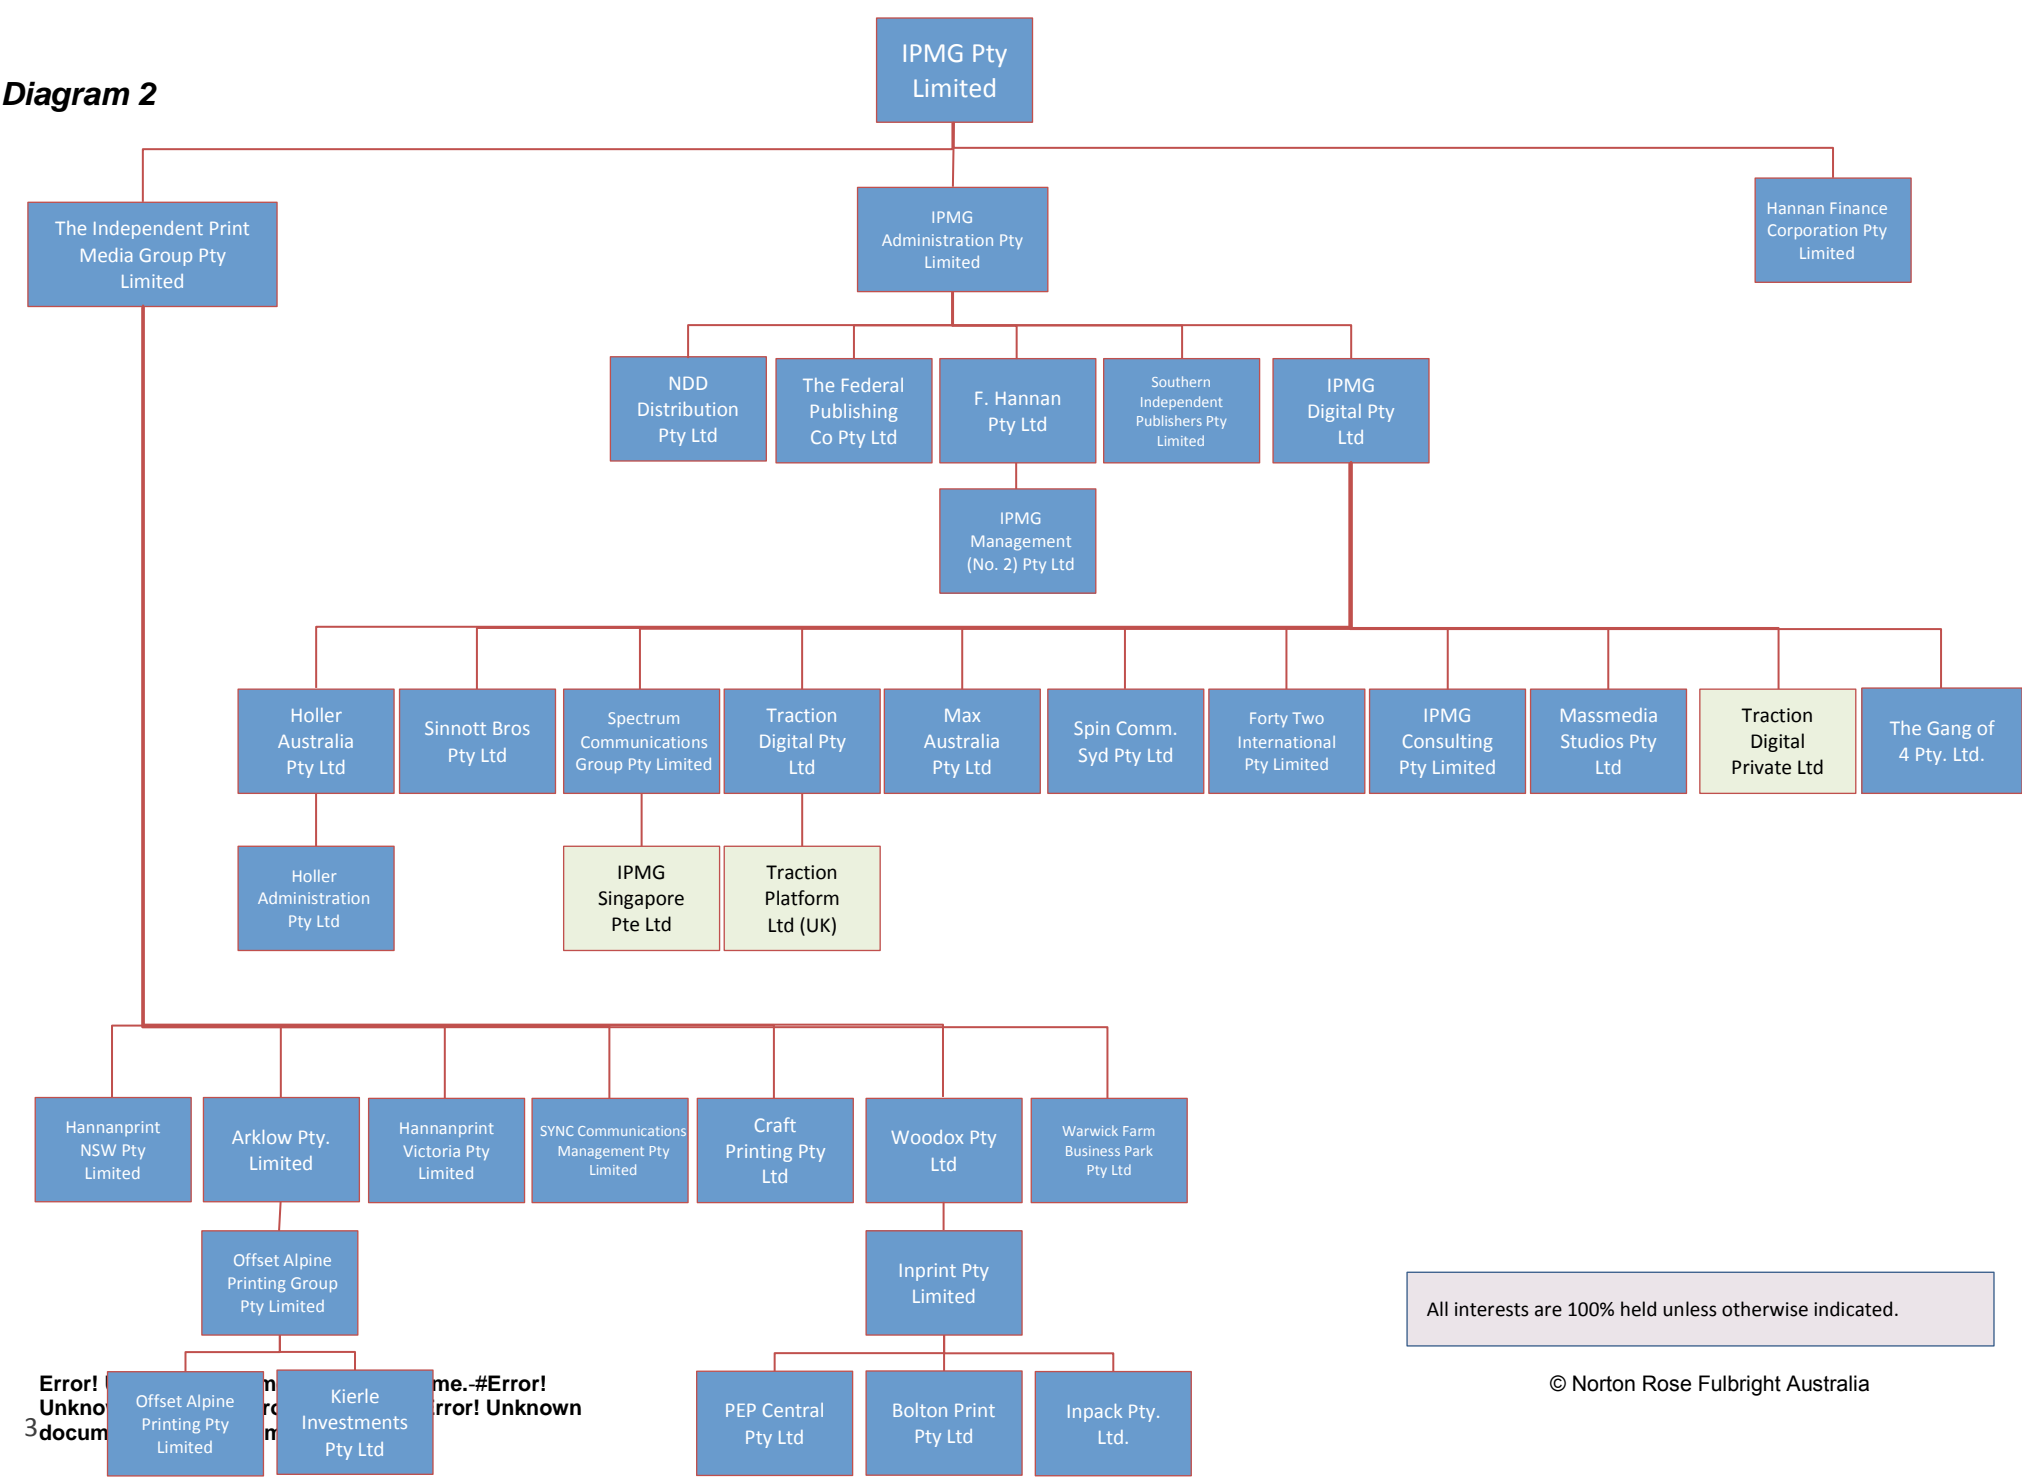 IPMG Pty
Limited
Diagram 2
The Independent Print
Media Group Pty
Limited
IPMG
Administration Pty
Limited
Hannan Finance
Corporation Pty
Limited
NDD
Distribution
Pty Ltd
The Federal
Publishing
Co Pty Ltd
F. Hannan
Pty Ltd
Southern
Independent
Publishers Pty
Limited
IPMG
Digital Pty
Ltd
IPMG
Management
(No. 2) Pty Ltd
Holler
Australia
Pty Ltd
Sinnott Bros
Pty Ltd
Spectrum
Communications
Group Pty Limited
Traction
Digital Pty
Ltd
Max
Australia
Pty Ltd
Spin Comm.
Syd Pty Ltd
Forty Two
International
Pty Limited
IPMG
Consulting
Pty Limited
Massmedia
Studios Pty
Ltd
Traction
Digital
Private Ltd
The Gang of
4 Pty. Ltd.
Holler
Administration
Pty Ltd
IPMG
Singapore
Pte Ltd
Traction
Platform
Ltd (UK)
Hannanprint
NSW Pty
Limited
Arklow Pty.
Limited
Hannanprint
Victoria Pty
Limited
SYNC Communications
Management Pty
Limited
Craft
Printing Pty
Ltd
Woodox Pty
Ltd
Warwick Farm
Business Park
Pty Ltd
Offset Alpine
Printing Group
Pty Limited
Inprint Pty
Limited
All interests are 100% held unless otherwise indicated.
Offset Alpine
Printing Pty
Limited
Kierle
Investments
Pty Ltd
PEP Central
Pty Ltd
Bolton Print
Pty Ltd
Inpack Pty.
Ltd.
© Norton Rose Fulbright Australia
Error! me.-#Error!
Error! Unknown
3